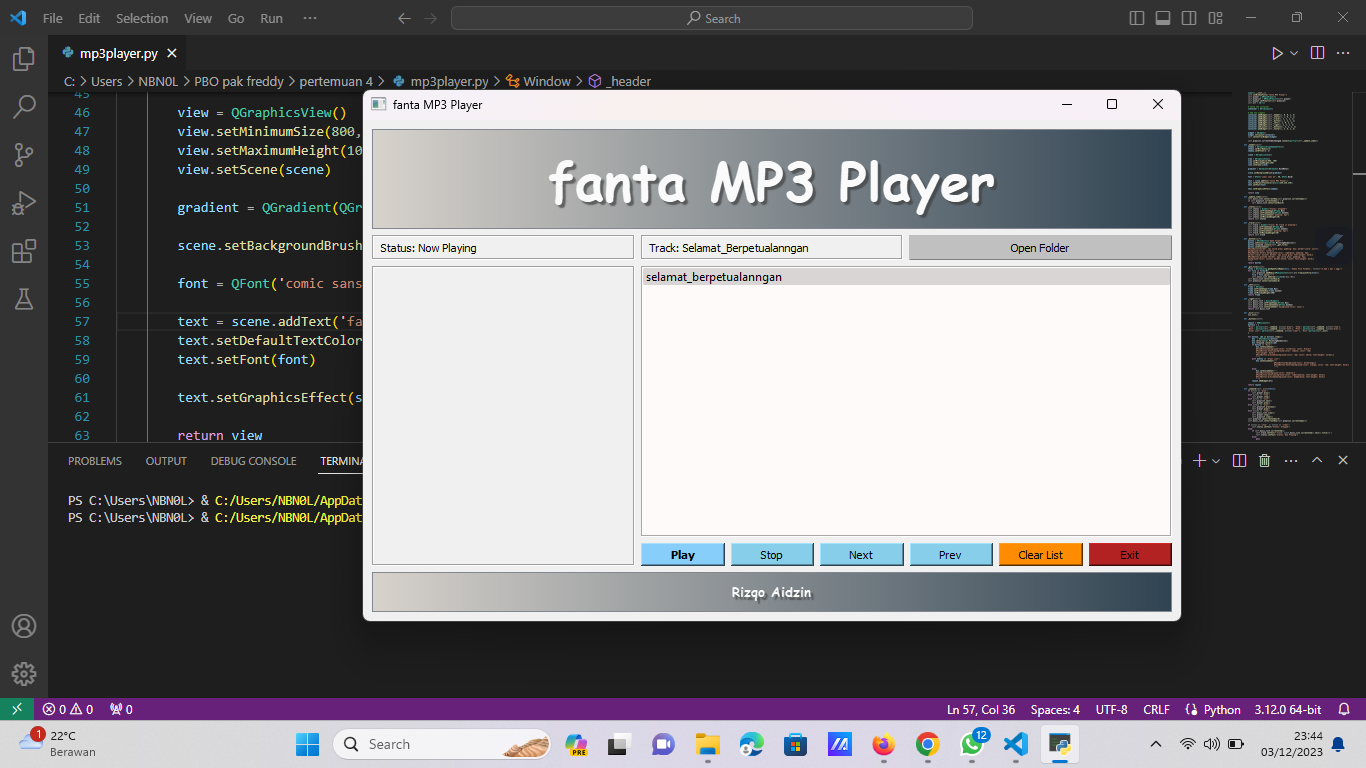 File Edit Selection View Go Run ··· Search
mp3player.py
C: > Users > NBN0L > PBO pak freddy > pertemuan 4 > mp3player.py > Window > _header
45
46 view = QGraphicsView()
47 view.setMinimumSize(800,
48 view.setMaximumHeight(10
49 view.setScene(scene)
50
51 gradient = QGradient(QGr
52
53 scene.setBackgroundBrush
54
55 font = QFont('comic sans
56
57 text = scene.addText('fa
58 text.setDefaultTextColor
59 text.setFont(font)
60
61 text.setGraphicsEffect(s
62
63 return view
fanta MP3 Player
fanta MP3 Player
Status: Now Playing
Track: Selamat_Berpetualanngan
Open Folder
selamat_berpetualanngan
Play Stop Next Prev Clear List Exit
Rizqo Aidzin
PROBLEMS OUTPUT DEBUG CONSOLE TERMINA
PS C:\Users\NBN0L> & C:/Users/NBN0L/AppDat
PS C:\Users\NBN0L> & C:/Users/NBN0L/AppDat
0 0 0 Ln 57, Col 36 Spaces: 4 UTF-8 CRLF Python 3.12.0 64-bit
1
22°C
Berawan
Search
PRE
12
23:44
03/12/2023